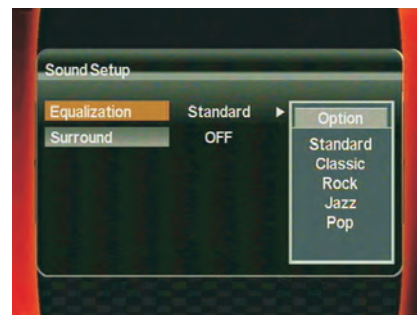 Sound Setup
Equalization Standard ▶
Surround OFF
Option
Standard
Classic
Rock
Jazz
Pop